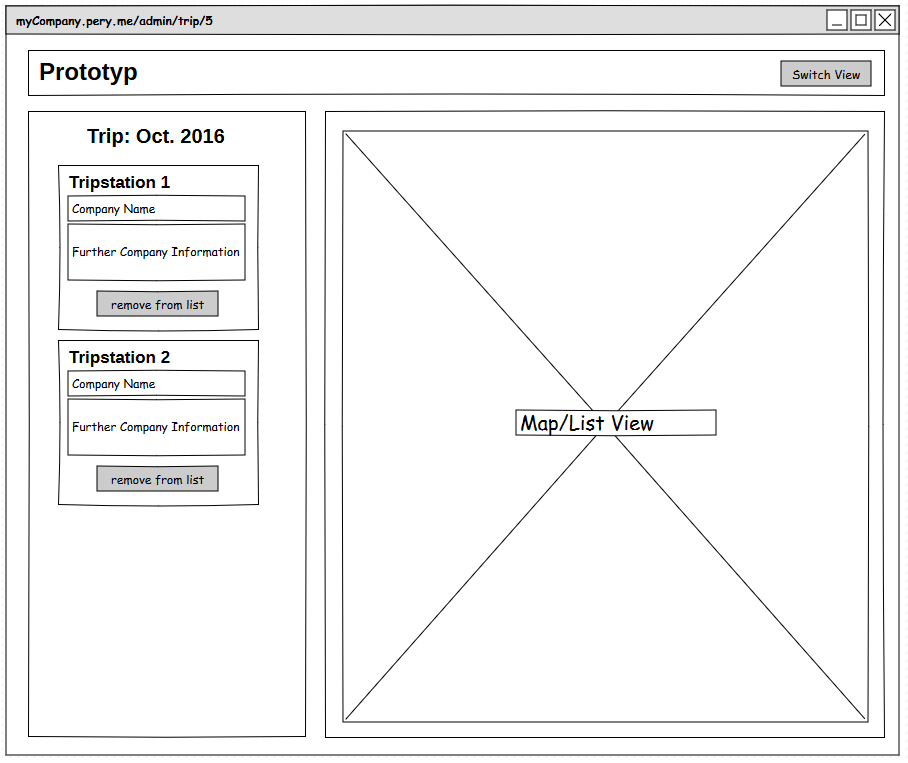 myCompany.pery.me/admin/trip/5
Prototyp
Switch View
Trip: Oct. 2016
Tripstation 1
Company Name
Further Company Information
remove from list
Tripstation 2
Company Name
Further Company Information
remove from list
Map/List View